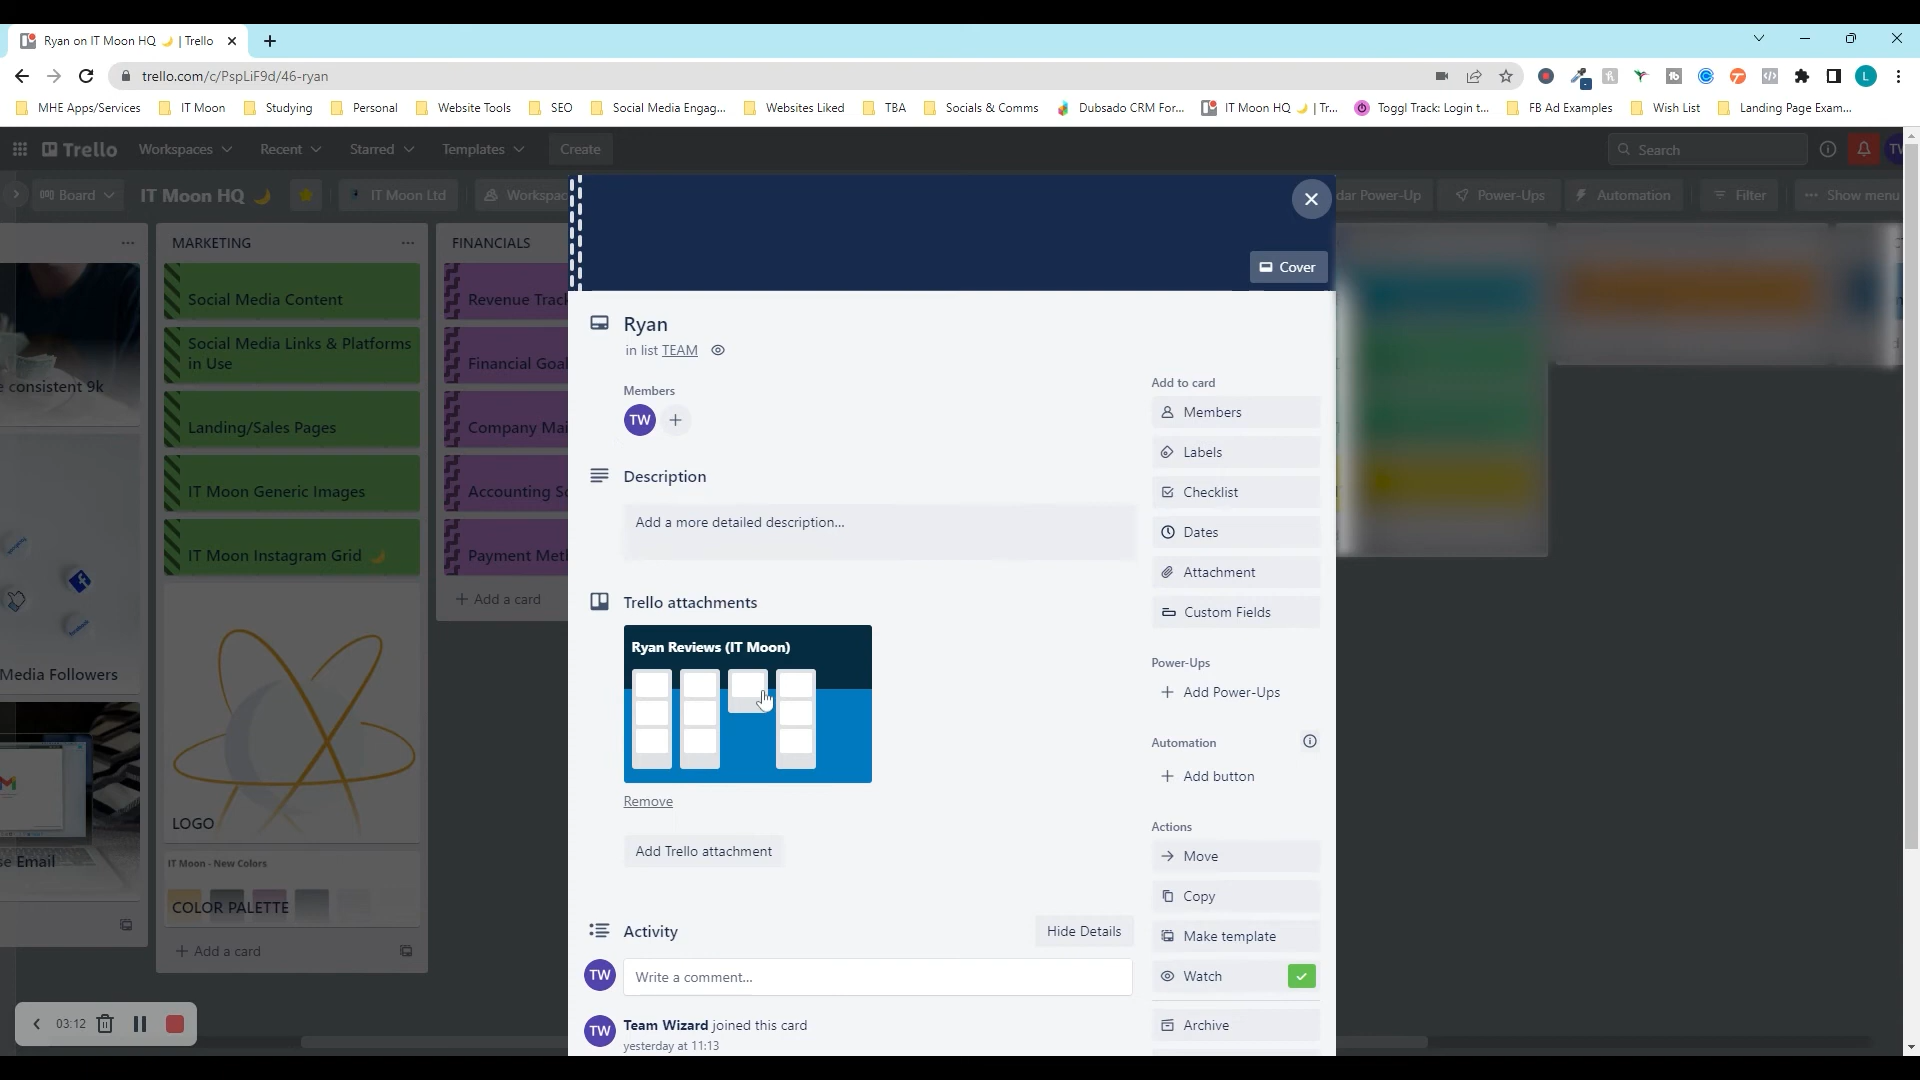 Ryan on IT Moon HQ 🌙 | Trello
trello.com/c/PspLiF9d/46-ryan
MHE Apps/Services
IT Moon
Studying
Personal
Website Tools
SEO
Social Media Engag...
Websites Liked
TBA
Socials & Comms
Dubsado CRM For...
IT Moon HQ 🌙 | Tr...
Toggl Track: Login t...
FB Ad Examples
Wish List
Landing Page Exam...
Trello
Workspaces
Recent
Starred
Templates
Create
Search
Board
IT Moon HQ 🌙
IT Moon Ltd
Workspac
dar Power-Up
Power-Ups
Automation
Filter
Show menu
e consistent 9k
Media Followers
se Email
MARKETING
Social Media Content
Social Media Links & Platforms
in Use
Landing/Sales Pages
IT Moon Generic Images
IT Moon Instagram Grid 🌙
LOGO
IT Moon - New Colors
COLOR PALETTE
+ Add a card
FINANCIALS
Revenue Track
Financial Goal
Company Mai
Accounting So
Payment Met
+ Add a card
Cover
Ryan
in list TEAM
Members
TW
Description
Add a more detailed description...
Trello attachments
Ryan Reviews (IT Moon)
Remove
Add Trello attachment
Activity
Hide Details
TW
Write a comment...
TW
Team Wizard joined this card
yesterday at 11:13
Add to card
Members
Labels
Checklist
Dates
Attachment
Custom Fields
Power-Ups
+ Add Power-Ups
Automation
+ Add button
Actions
Move
Copy
Make template
Watch
Archive
03:12